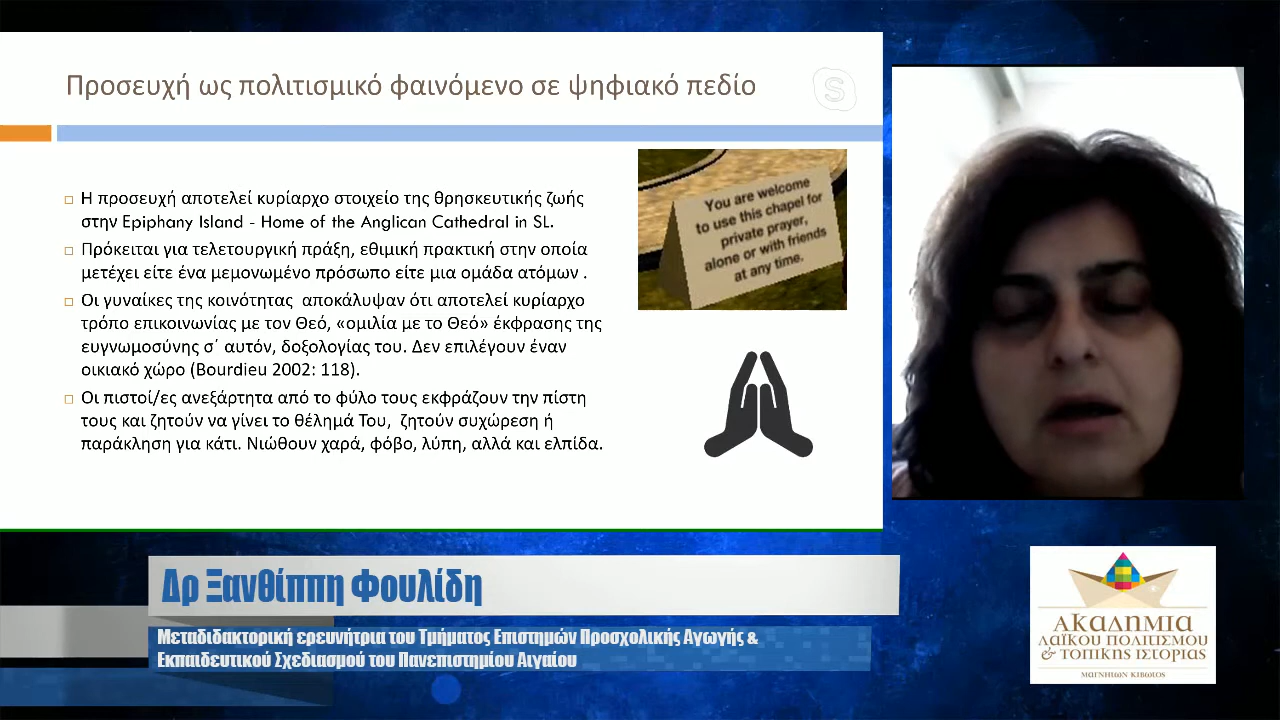 Προσευχή ως πολιτισμικό φαινόμενο σε ψηφιακό πεδίο
Η προσευχή αποτελεί κυρίαρχο στοιχείο της θρησκευτικής ζωής
στην Epiphany Island - Home of the Anglican Cathedral in SL.
Πρόκειται για τελετουργική πράξη, εθιμική πρακτική στην οποία
μετέχει είτε ένα μεμονωμένο πρόσωπο είτε μια ομάδα ατόμων .
Οι γυναίκες της κοινότητας αποκάλυψαν ότι αποτελεί κυρίαρχο
τρόπο επικοινωνίας με τον Θεό, «ομιλία με το Θεό» έκφρασης της
ευγνωμοσύνης σ΄ αυτόν, δοξολογίας του. Δεν επιλέγουν έναν
οικιακό χώρο (Bourdieu 2002: 118).
Οι πιστοί/ες ανεξάρτητα από το φύλο τους εκφράζουν την πίστη
τους και ζητούν να γίνει το θέλημά Του, ζητούν συχώρεση ή
παράκληση για κάτι. Νιώθουν χαρά, φόβο, λύπη, αλλά και ελπίδα.
You are welcome
to use this chapel for
private prayer,
alone or with friends
at any time.
Δρ Ξανθίππη Φουλίδη
Μεταδιδακτορική ερευνήτρια του Τμήματος Επιστημών Προσχολικής Αγωγής &
Εκπαιδευτικού Σχεδιασμού του Πανεπιστημίου Αιγαίου
ΑΚΑΔΗΜΙΑ
ΛΑΪΚΟΥ ΠΟΛΙΤΙΣΜΟΥ
& ΤΟΠΙΚΗΣ ΙΣΤΟΡΙΑΣ
ΜΑΓΝΗΤΩΝ ΚΙΒΩΤΟΣ